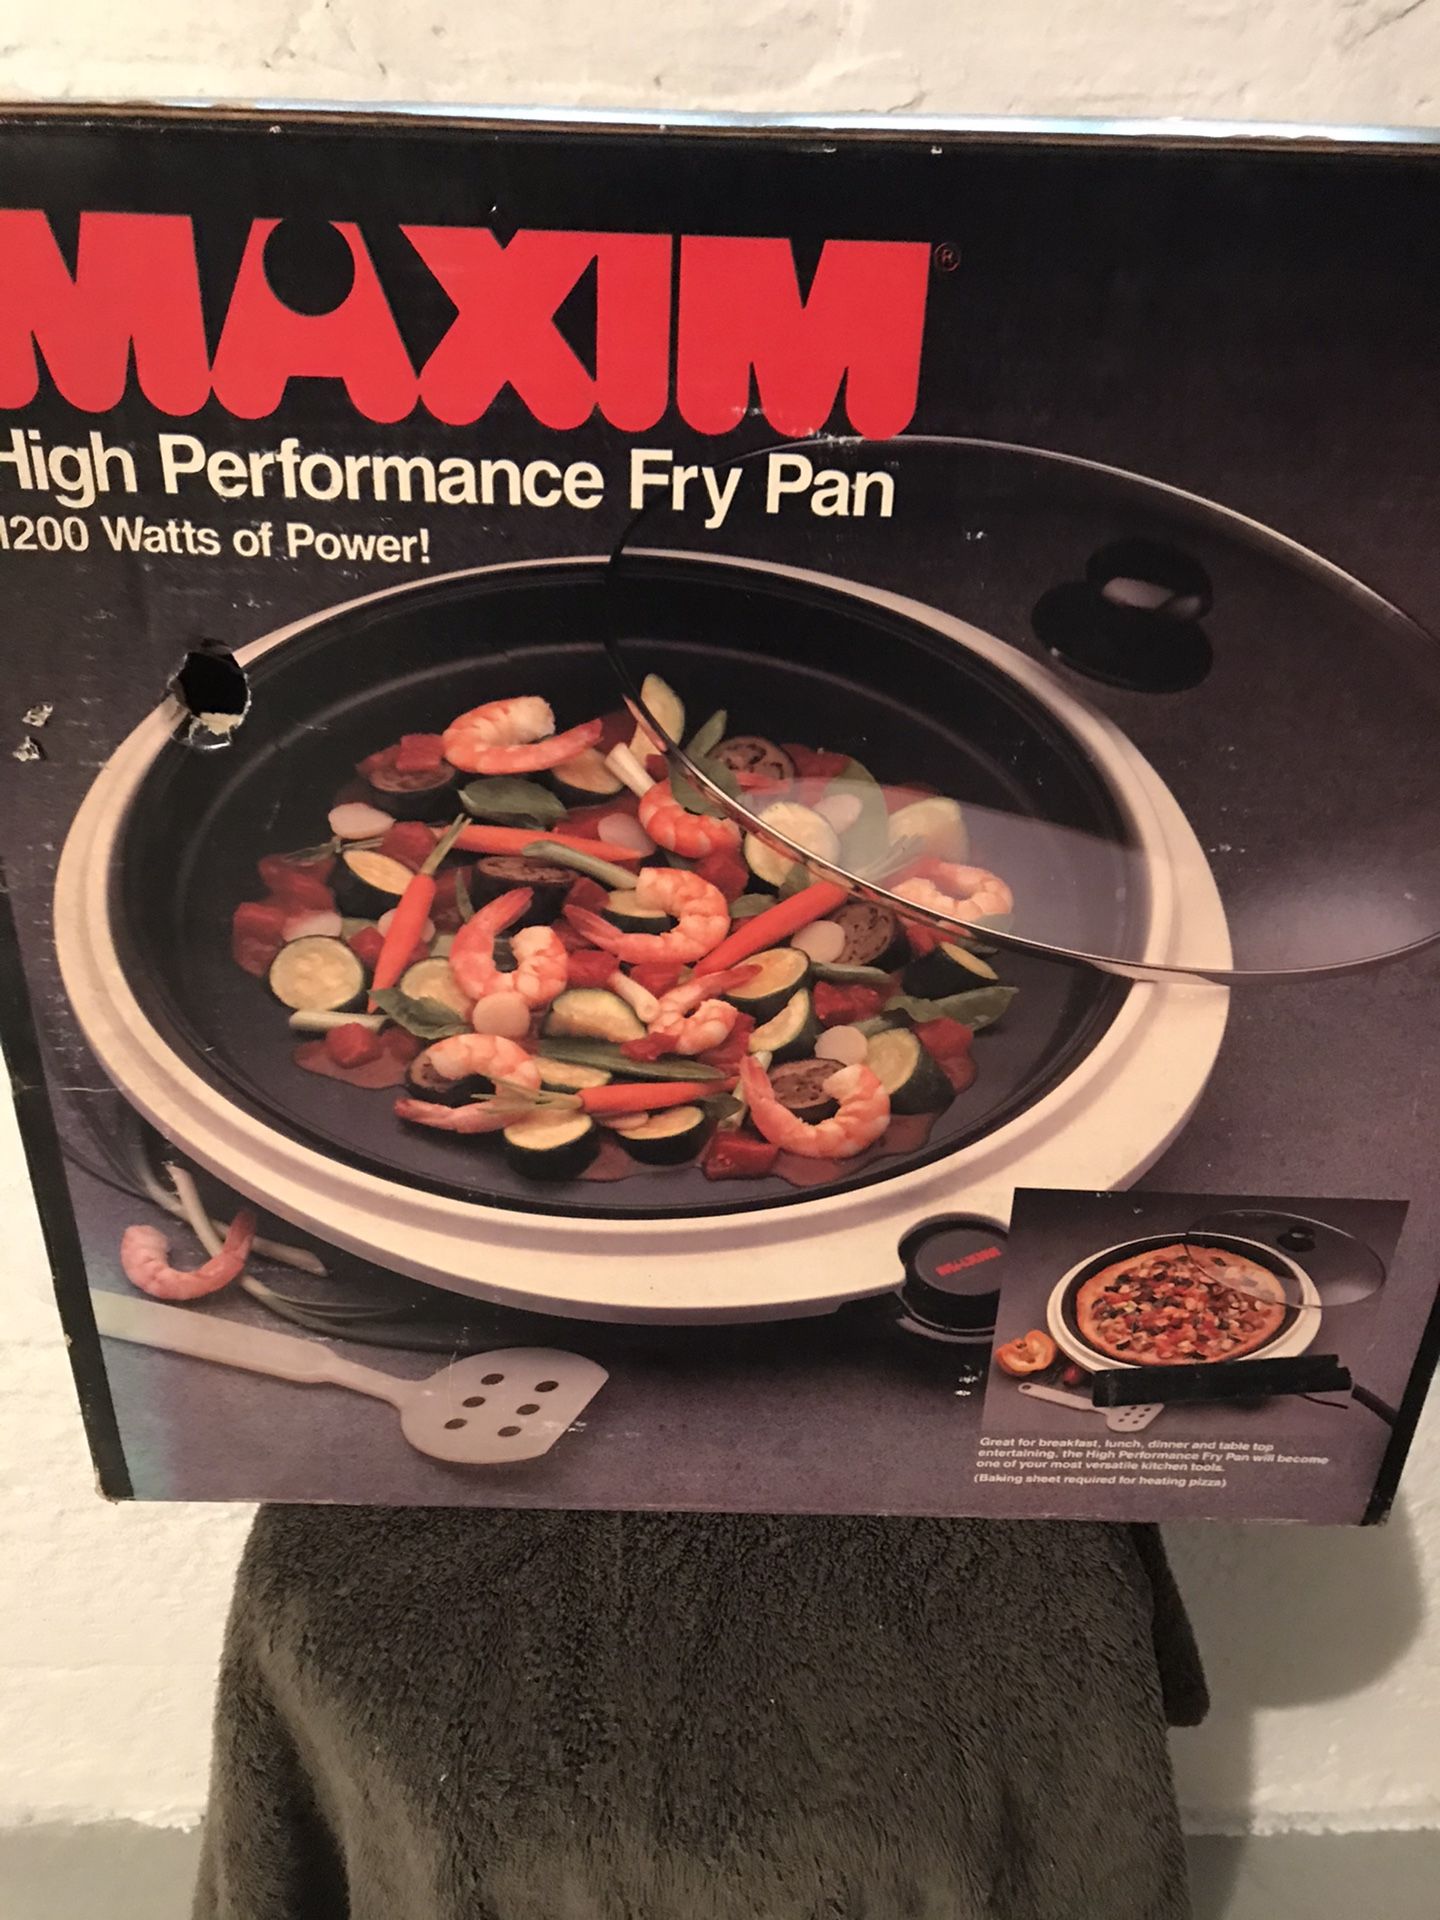 MAXIM®
High Performance Fry Pan
1200 Watts of Power!
MAXIM
Great for breakfast, lunch, dinner and table top
entertaining, the High Performance Fry Pan will become
one of your most versatile kitchen tools.
(Baking sheet required for heating pizza)